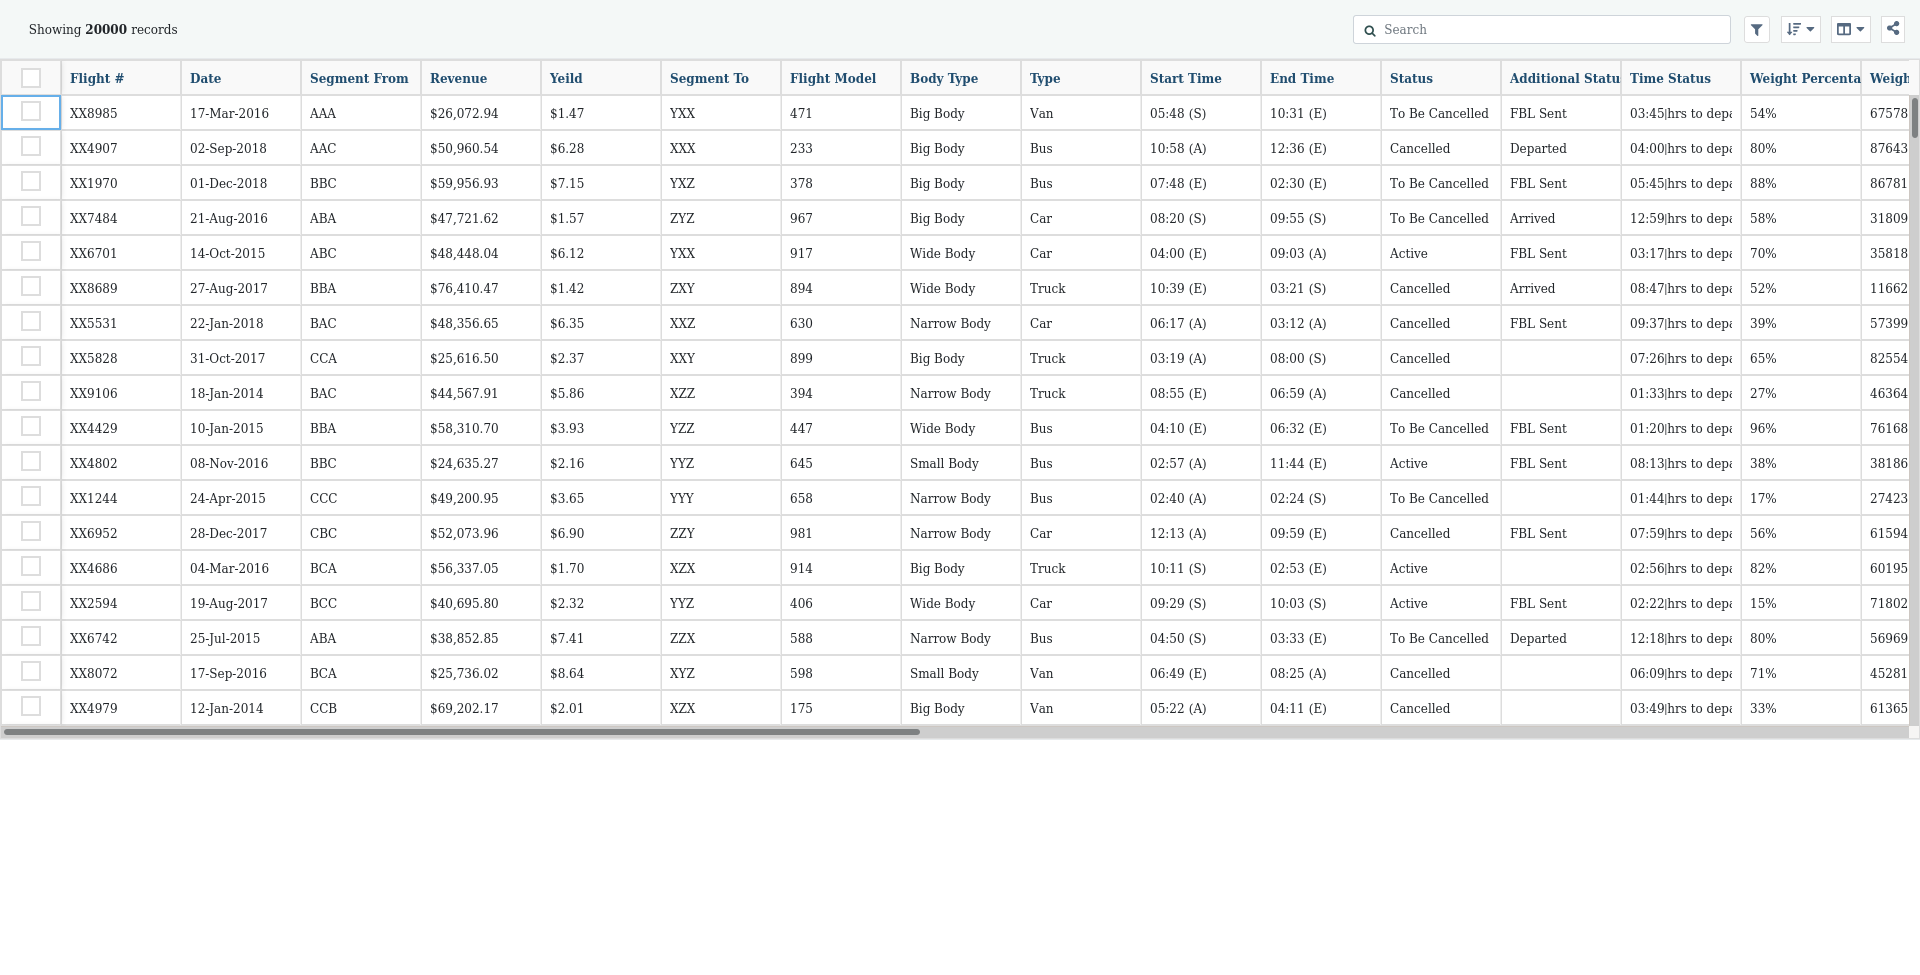 Showing 20000 records
Search
Flight # Date Segment From Revenue Yeild Segment To Flight Model Body Type Type Start Time End Time Status Additional Statu Time Status Weight Percenta Weigh
XX8985 17-Mar-2016 AAA $26,072.94 $1.47 YXX 471 Big Body Van 05:48 (S) 10:31 (E) To Be Cancelled FBL Sent 03:45|hrs to depa 54% 67578
XX4907 02-Sep-2018 AAC $50,960.54 $6.28 XXX 233 Big Body Bus 10:58 (A) 12:36 (E) Cancelled Departed 04:00|hrs to depa 80% 87643
XX1970 01-Dec-2018 BBC $59,956.93 $7.15 YXZ 378 Big Body Bus 07:48 (E) 02:30 (E) To Be Cancelled FBL Sent 05:45|hrs to depa 88% 86781
XX7484 21-Aug-2016 ABA $47,721.62 $1.57 ZYZ 967 Big Body Car 08:20 (S) 09:55 (S) To Be Cancelled Arrived 12:59|hrs to depa 58% 31809
XX6701 14-Oct-2015 ABC $48,448.04 $6.12 YXX 917 Wide Body Car 04:00 (E) 09:03 (A) Active FBL Sent 03:17|hrs to depa 70% 35818
XX8689 27-Aug-2017 BBA $76,410.47 $1.42 ZXY 894 Wide Body Truck 10:39 (E) 03:21 (S) Cancelled Arrived 08:47|hrs to depa 52% 11662
XX5531 22-Jan-2018 BAC $48,356.65 $6.35 XXZ 630 Narrow Body Car 06:17 (A) 03:12 (A) Cancelled FBL Sent 09:37|hrs to depa 39% 57399
XX5828 31-Oct-2017 CCA $25,616.50 $2.37 XXY 899 Big Body Truck 03:19 (A) 08:00 (S) Cancelled 07:26|hrs to depa 65% 82554
XX9106 18-Jan-2014 BAC $44,567.91 $5.86 XZZ 394 Narrow Body Truck 08:55 (E) 06:59 (A) Cancelled 01:33|hrs to depa 27% 46364
XX4429 10-Jan-2015 BBA $58,310.70 $3.93 YZZ 447 Wide Body Bus 04:10 (E) 06:32 (E) To Be Cancelled FBL Sent 01:20|hrs to depa 96% 76168
XX4802 08-Nov-2016 BBC $24,635.27 $2.16 YYZ 645 Small Body Bus 02:57 (A) 11:44 (E) Active FBL Sent 08:13|hrs to depa 38% 38186
XX1244 24-Apr-2015 CCC $49,200.95 $3.65 YYY 658 Narrow Body Bus 02:40 (A) 02:24 (S) To Be Cancelled 01:44|hrs to depa 17% 27423
XX6952 28-Dec-2017 CBC $52,073.96 $6.90 ZZY 981 Narrow Body Car 12:13 (A) 09:59 (E) Cancelled FBL Sent 07:59|hrs to depa 56% 61594
XX4686 04-Mar-2016 BCA $56,337.05 $1.70 XZX 914 Big Body Truck 10:11 (S) 02:53 (E) Active 02:56|hrs to depa 82% 60195
XX2594 19-Aug-2017 BCC $40,695.80 $2.32 YYZ 406 Wide Body Car 09:29 (S) 10:03 (S) Active FBL Sent 02:22|hrs to depa 15% 71802
XX6742 25-Jul-2015 ABA $38,852.85 $7.41 ZZX 588 Narrow Body Bus 04:50 (S) 03:33 (E) To Be Cancelled Departed 12:18|hrs to depa 80% 56969
XX8072 17-Sep-2016 BCA $25,736.02 $8.64 XYZ 598 Small Body Van 06:49 (E) 08:25 (A) Cancelled 06:09|hrs to depa 71% 45281
XX4979 12-Jan-2014 CCB $69,202.17 $2.01 XZX 175 Big Body Van 05:22 (A) 04:11 (E) Cancelled 03:49|hrs to depa 33% 61365